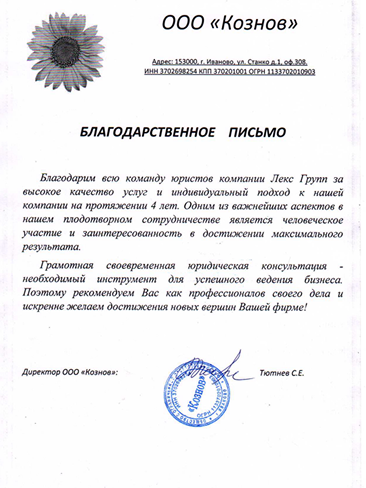 ООО «Кознов»
Адрес: 153000, г. Иваново, ул. Станко д.1, оф.308.
ИНН 3702698254 КПП 370201001 ОГРН 1133702010903
БЛАГОДАРСТВЕННОЕ ПИСЬМО
Благодарим всю команду юристов компании Лекс Групп за
высокое качество услуг и индивидуальный подход к нашей
компании на протяжении 4 лет. Одним из важнейших аспектов в
нашем плодотворном сотрудничестве является человеческое
участие и заинтересованность в достижении максимального
результата.
Грамотная своевременная юридическая консультация -
необходимый инструмент для успешного ведения бизнеса.
Поэтому рекомендуем Вас как профессионалов своего дела и
искренне желаем достижения новых вершин Вашей фирме!
Директор ООО «Кознов»:
Тютнев С.Е.
«Кознов»